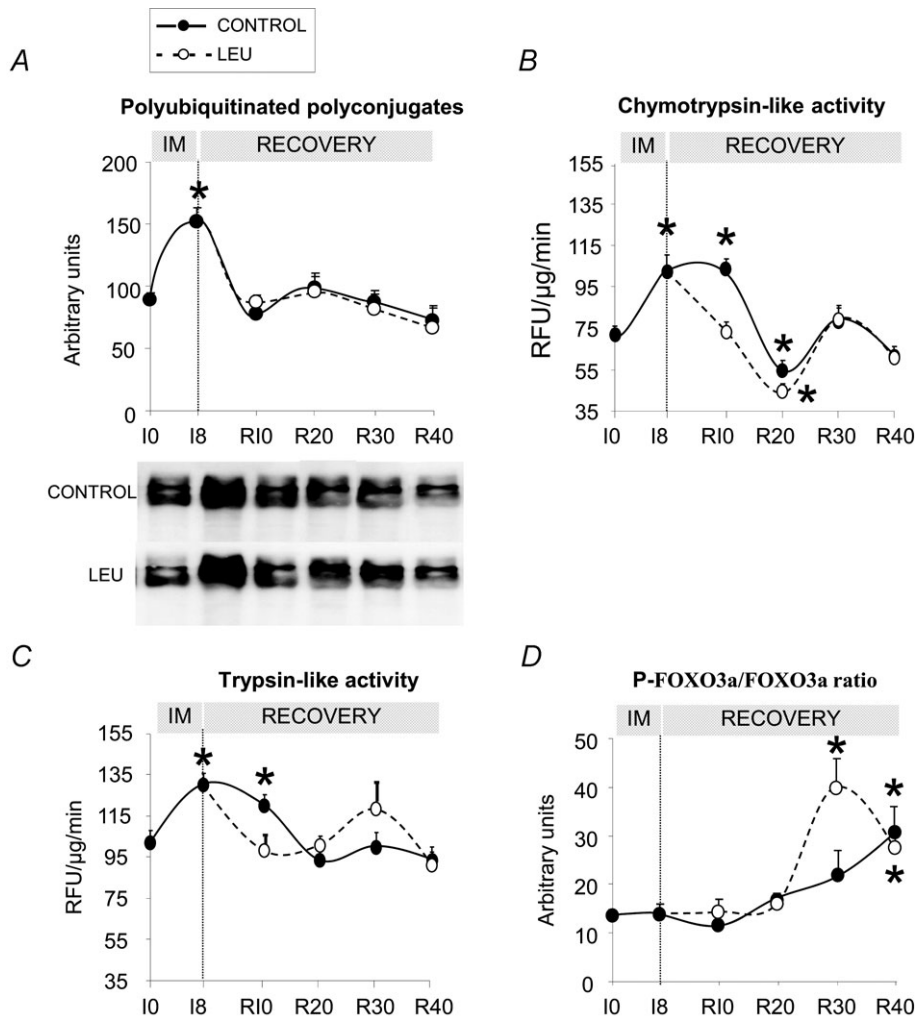 CONTROL
LEU
A
Polyubiquitinated polyconjugates
IM RECOVERY
200
150
100
50
0
Arbitrary units
*
I0 I8 RI0 R20 R30 R40
CONTROL
LEU
B
Chymotrypsin-like activity
IM RECOVERY
155
135
115
95
75
55
35
RFU/µg/min
* * * *
I0 I8 RI0 R20 R30 R40
C
Trypsin-like activity
IM RECOVERY
155
135
115
95
75
55
35
RFU/µg/min
* *
I0 I8 RI0 R20 R30 R40
D
P-FOXO3a/FOXO3a ratio
IM RECOVERY
50
40
30
20
10
0
Arbitrary units
* * *
I0 I8 RI0 R20 R30 R40